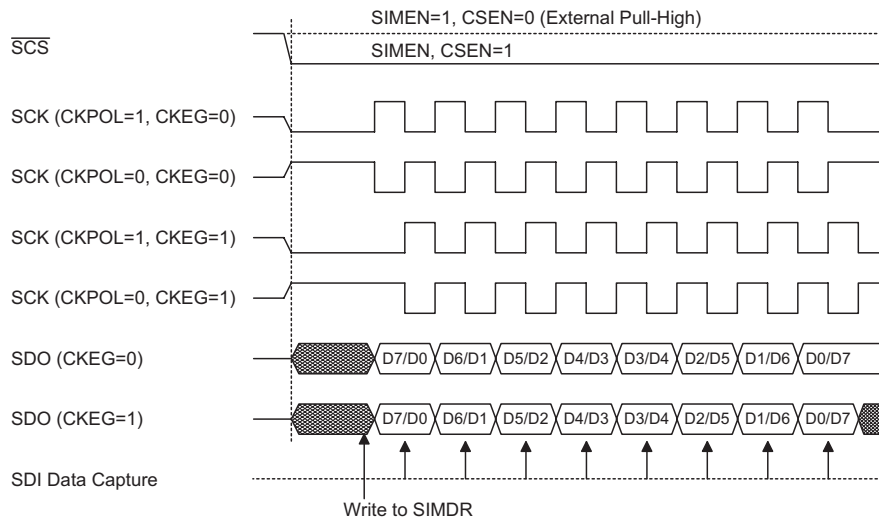 SIMEN=1, CSEN=0 (External Pull-High)
SCS
SIMEN, CSEN=1
SCK (CKPOL=1, CKEG=0)
SCK (CKPOL=0, CKEG=0)
SCK (CKPOL=1, CKEG=1)
SCK (CKPOL=0, CKEG=1)
SDO (CKEG=0) D7/D0 D6/D1 D5/D2 D4/D3 D3/D4 D2/D5 D1/D6 D0/D7
SDO (CKEG=1) D7/D0 D6/D1 D5/D2 D4/D3 D3/D4 D2/D5 D1/D6 D0/D7
SDI Data Capture
Write to SIMDR